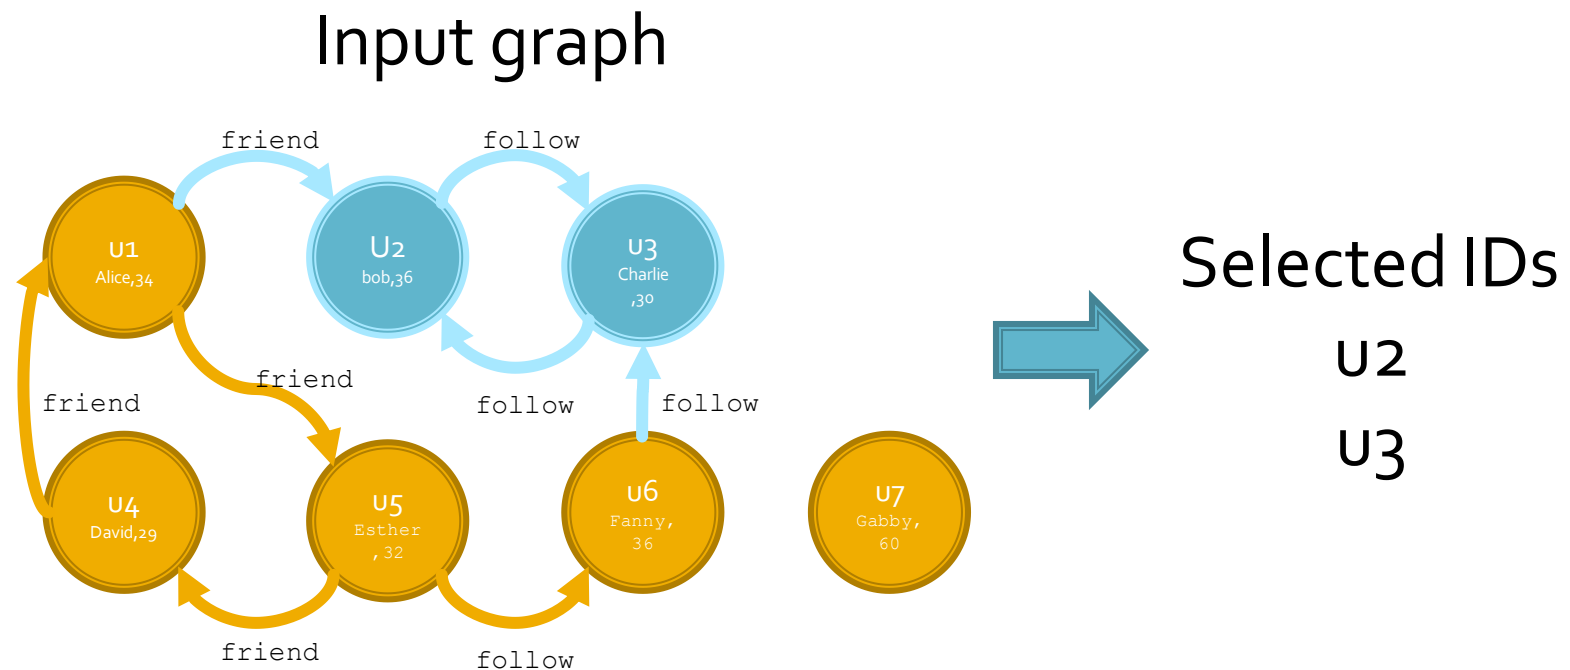 Input graph
friend
follow
u1
Alice,34
U2
bob,36
u3
Charlie
,30
friend
friend
follow
follow
u4
David,29
u5
Esther
, 32
u6
Fanny,
36
u7
Gabby,
60
friend
follow
Selected IDs
u2
u3